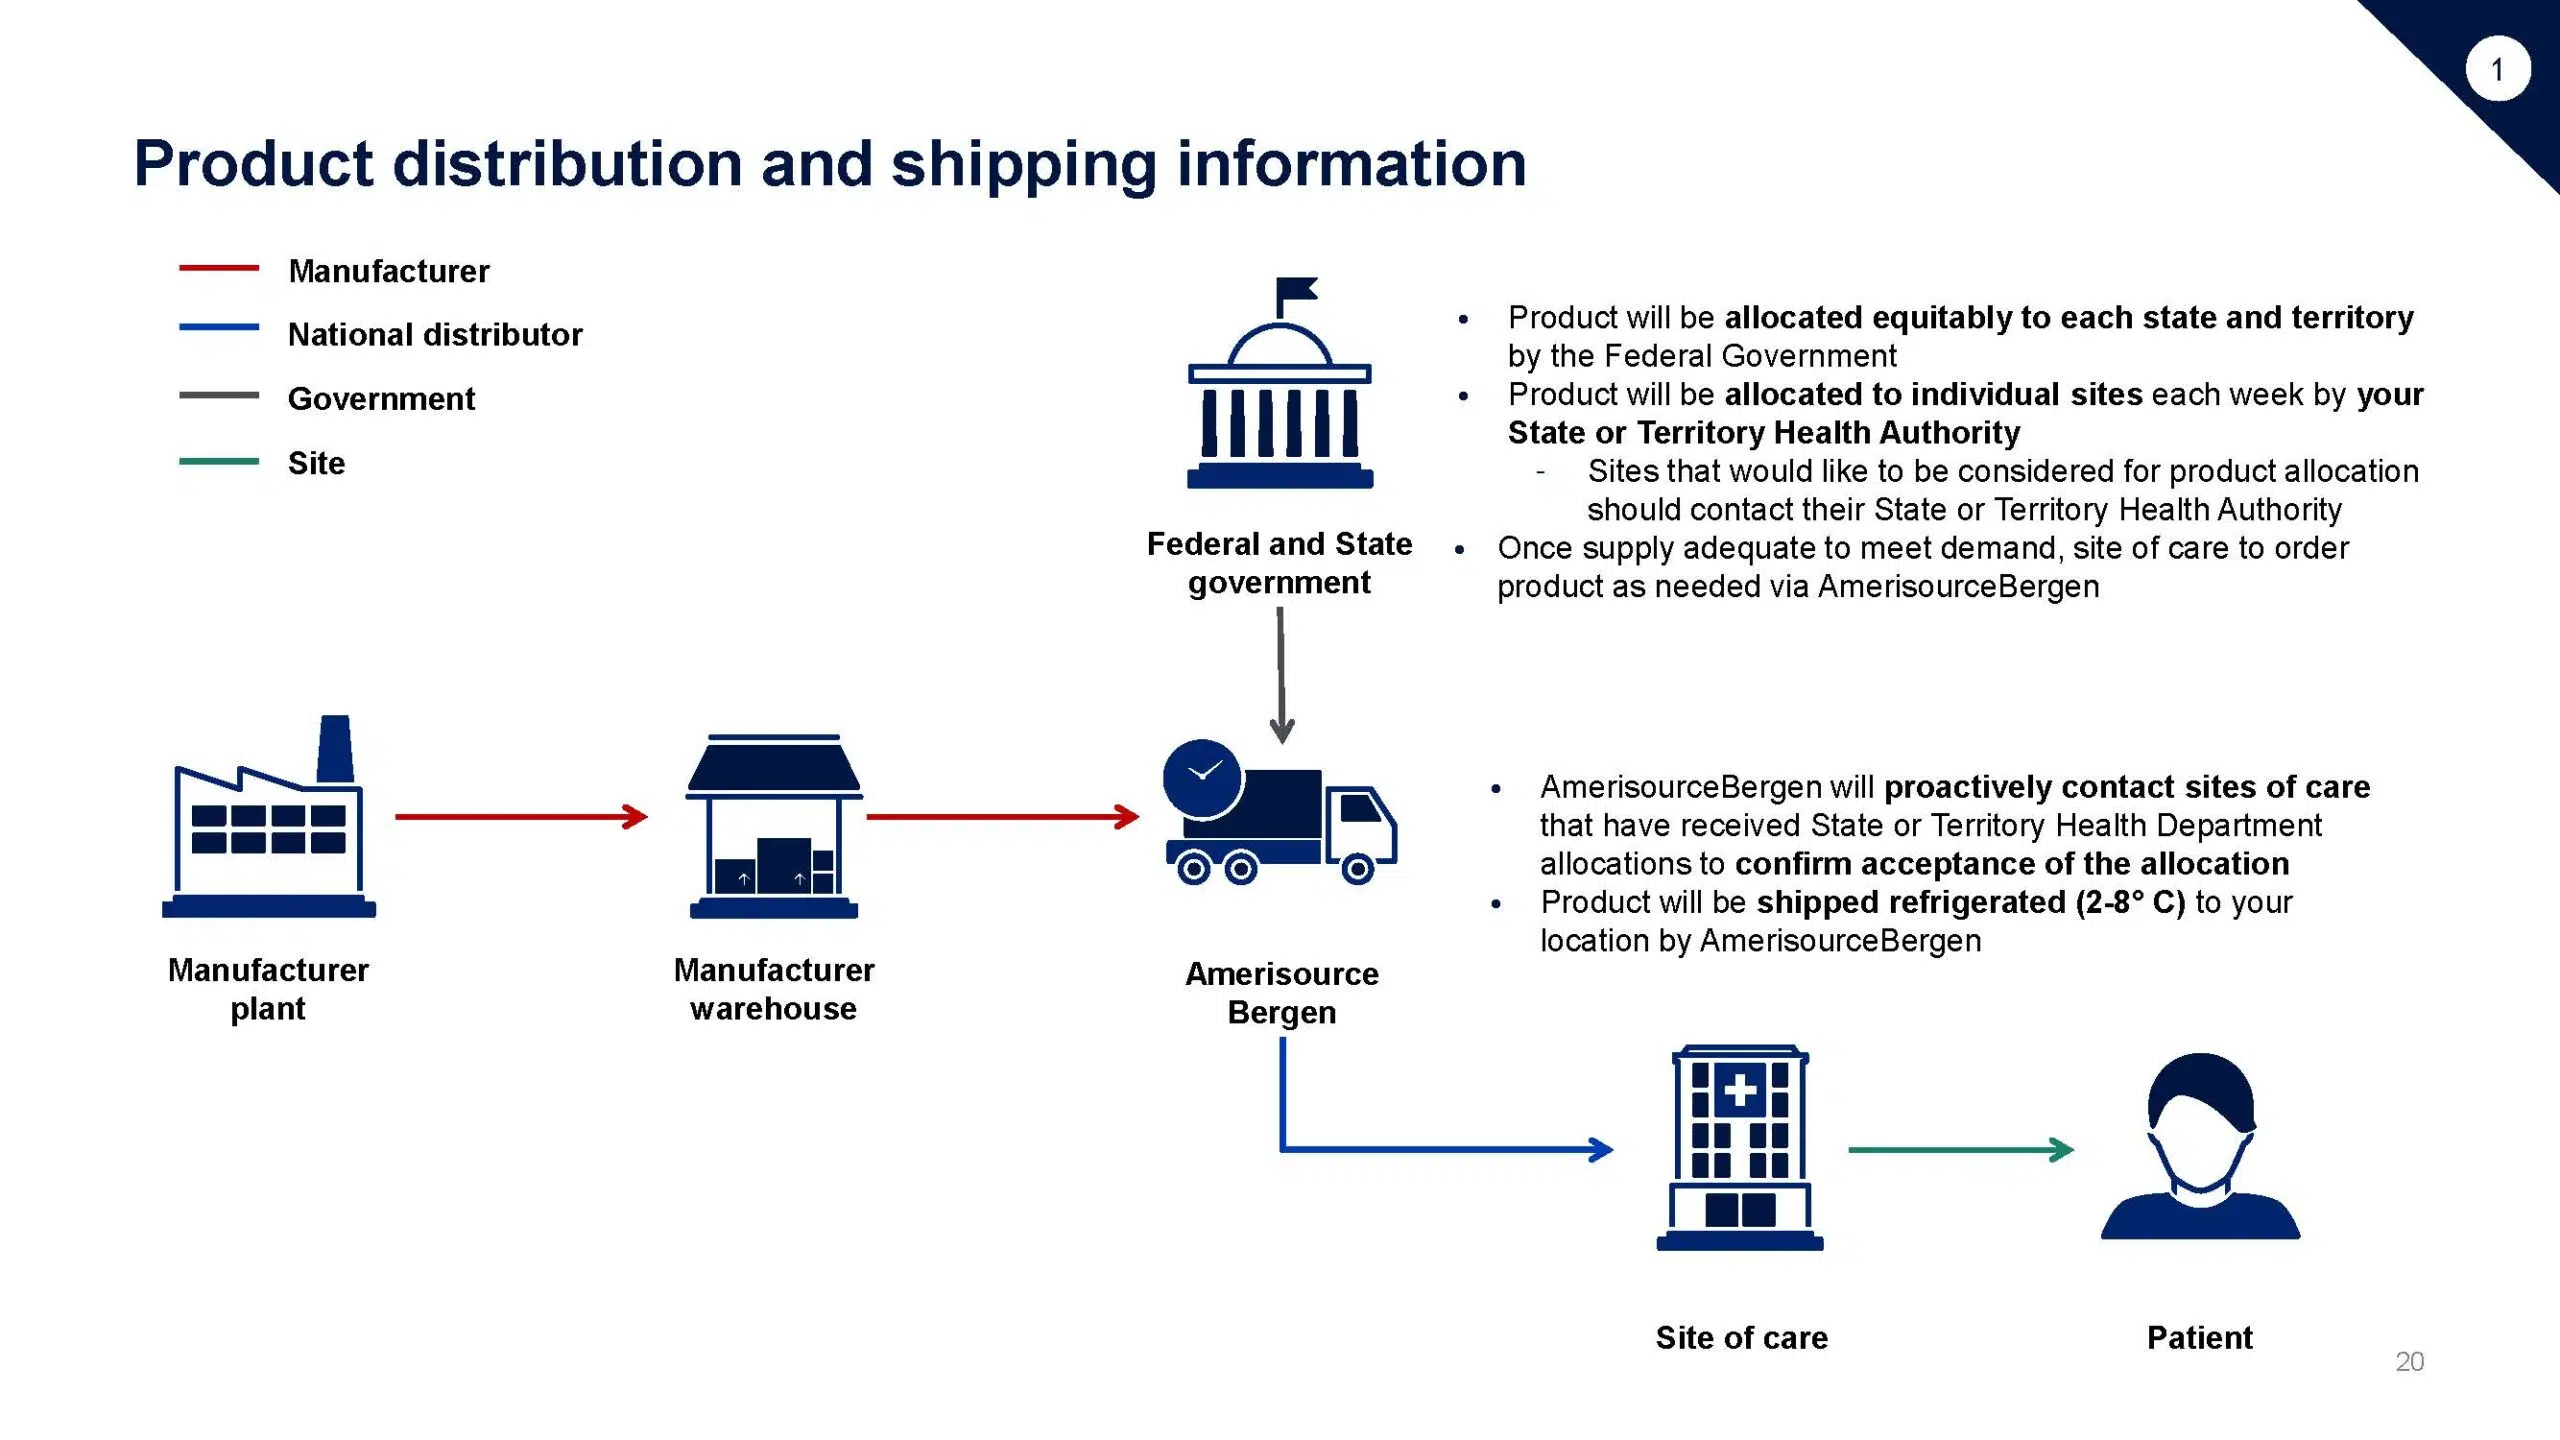 1
Product distribution and shipping information
Manufacturer
National distributor
Government
Site
Federal and State
government
• Product will be allocated equitably to each state and territory
by the Federal Government
• Product will be allocated to individual sites each week by your
State or Territory Health Authority
- Sites that would like to be considered for product allocation
should contact their State or Territory Health Authority
• Once supply adequate to meet demand, site of care to order
product as needed via AmerisourceBergen
Manufacturer
plant
Manufacturer
warehouse
Amerisource
Bergen
• AmerisourceBergen will proactively contact sites of care
that have received State or Territory Health Department
allocations to confirm acceptance of the allocation
• Product will be shipped refrigerated (2-8° C) to your
location by AmerisourceBergen
Site of care
Patient
20